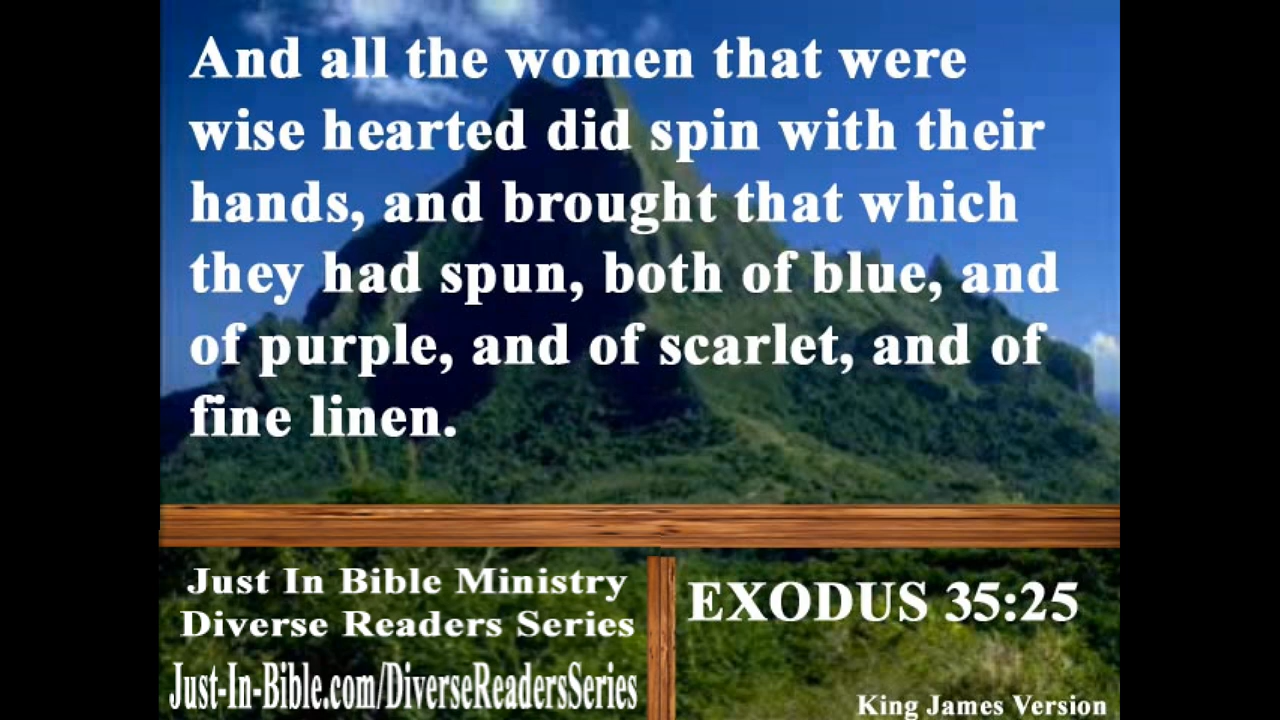 And all the women that were
wise hearted did spin with their
hands, and brought that which
they had spun, both of blue, and
of purple, and of scarlet, and of
fine linen.
Just In Bible Ministry
Diverse Readers Series
Just-In-Bible.com/DiverseReadersSeries
EXODUS 35:25
King James Version